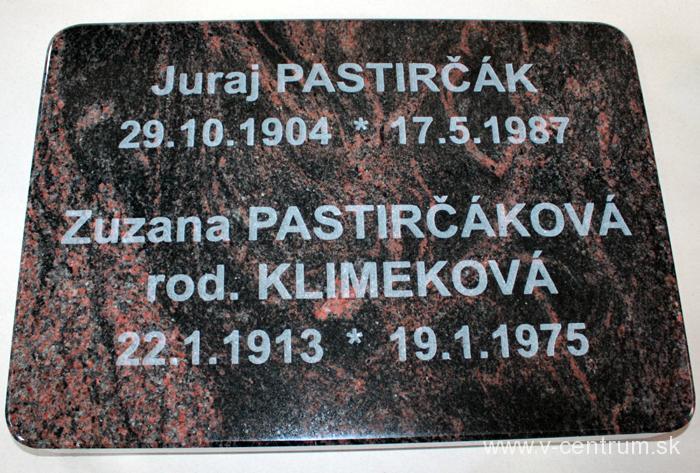 Juraj PASTIRČÁK
29.10.1904 * 17.5.1987
Zuzana PASTIRČÁKOVÁ
rod. KLIMEKOVÁ
22.1.1913 * 19.1.1975
www.v-centrum.sk